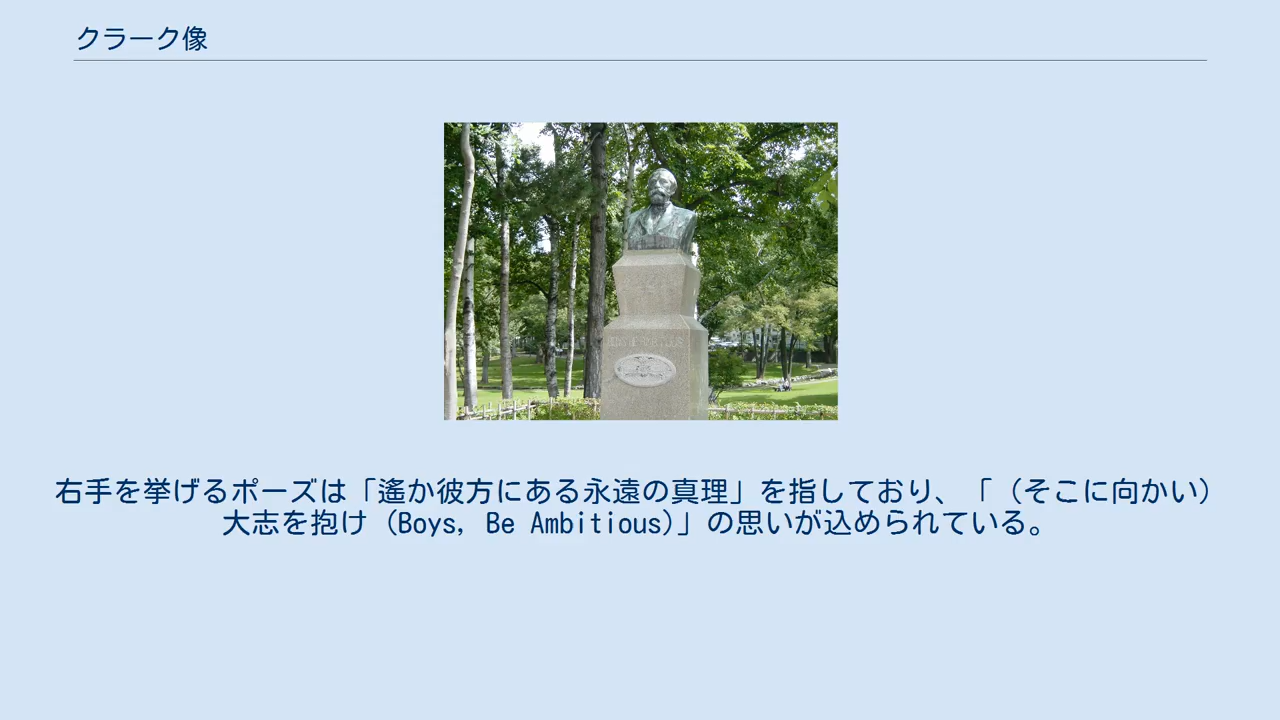 クラーク像
BOYS BE AMBITIOUS
右手を挙げるポーズは「遙か彼方にある永遠の真理」を指しており、「（そこに向かい）
大志を抱け（Boys, Be Ambitious)」の思いが込められている。